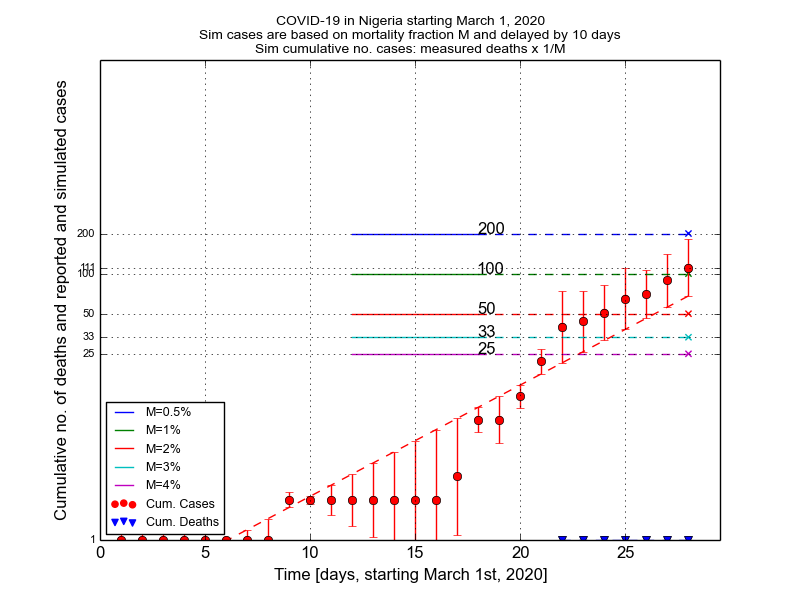 COVID-19 in Nigeria starting March 1, 2020
Sim cases are based on mortality fraction M and delayed by 10 days
Sim cumulative no. cases: measured deaths x 1/M
Cumulative no. of deaths and reported and simulated cases
200
111
100
50
33
25
1
200
100
50
33
25
M=0.5%
M=1%
M=2%
M=3%
M=4%
Cum. Cases
Cum. Deaths
0 5 10 15 20 25
Time [days, starting March 1st, 2020]